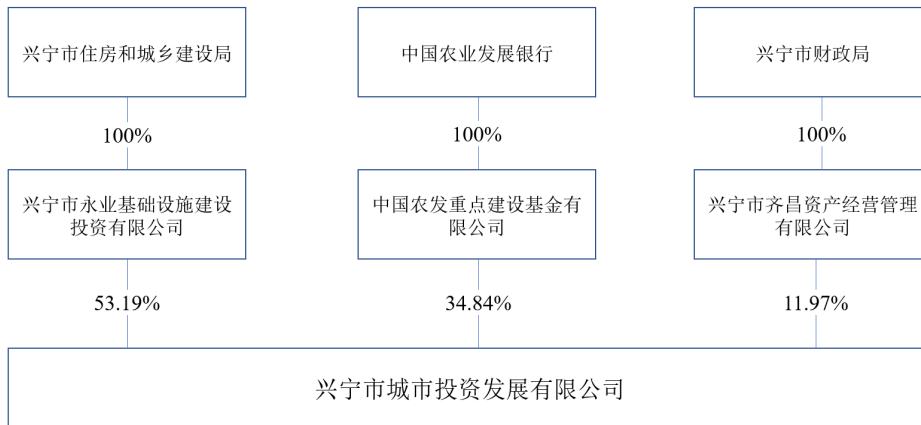 兴宁市住房和城乡建设局
中国农业发展银行
兴宁市财政局
100%
100%
100%
兴宁市永业基础设施建设
投资有限公司
中国农发重点建设基金有
限公司
兴宁市齐昌资产经营管理
有限公司
53.19%
34.84%
11.97%
兴宁市城市投资发展有限公司